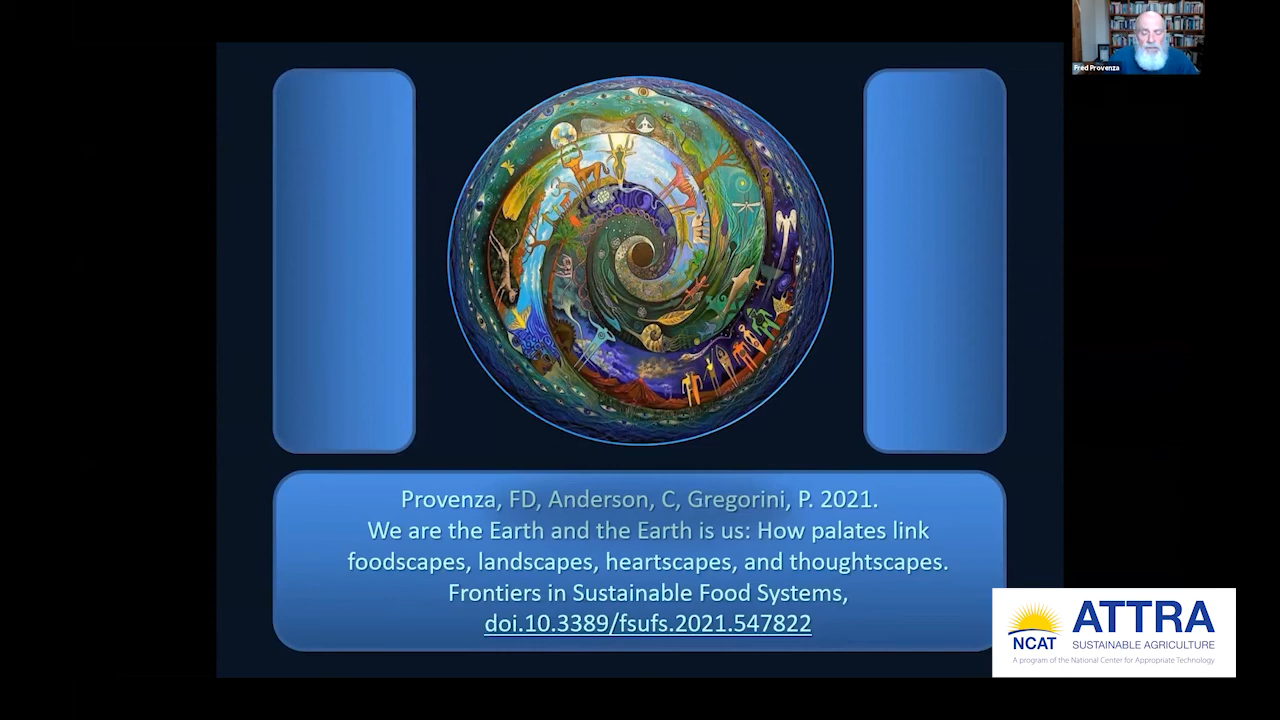 Fred Provenza
Provenza, FD, Anderson, C, Gregorini, P. 2021.
We are the Earth and the Earth is us: How palates link
foodscapes, landscapes, heartscapes, and thoughtscapes.
Frontiers in Sustainable Food Systems,
doi.10.3389/fsufs.2021.547822
NCAT
ATTRA
SUSTAINABLE AGRICULTURE
A program of the National Center for Appropriate Technology